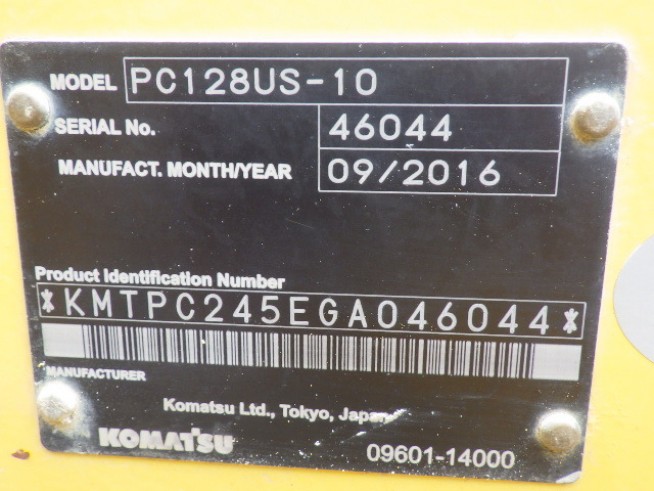 MODEL PC128US-10
SERIAL No. 46044
MANUFACT. MONTH/YEAR 09/2016
Product Identification Number
*KMTPC245EGA046044*
MANUFACTURER
Komatsu Ltd., Tokyo, Japan
KOMATSU 09601-14000